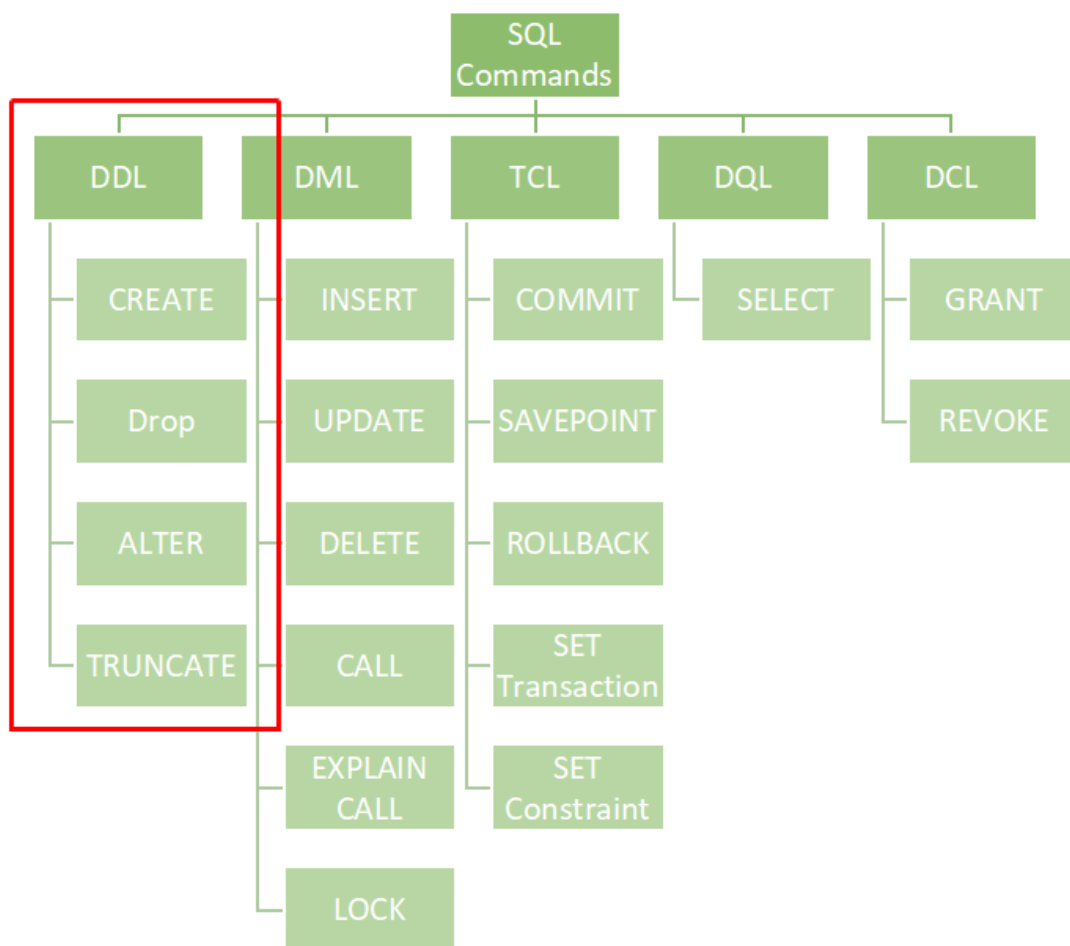 SQL
Commands
DDL
DML
TCL
DQL
DCL
CREATE
INSERT
COMMIT
SELECT
GRANT
Drop
UPDATE
SAVEPOINT
REVOKE
ALTER
DELETE
ROLLBACK
TRUNCATE
CALL
SET
Transaction
EXPLAIN
CALL
SET
Constraint
LOCK